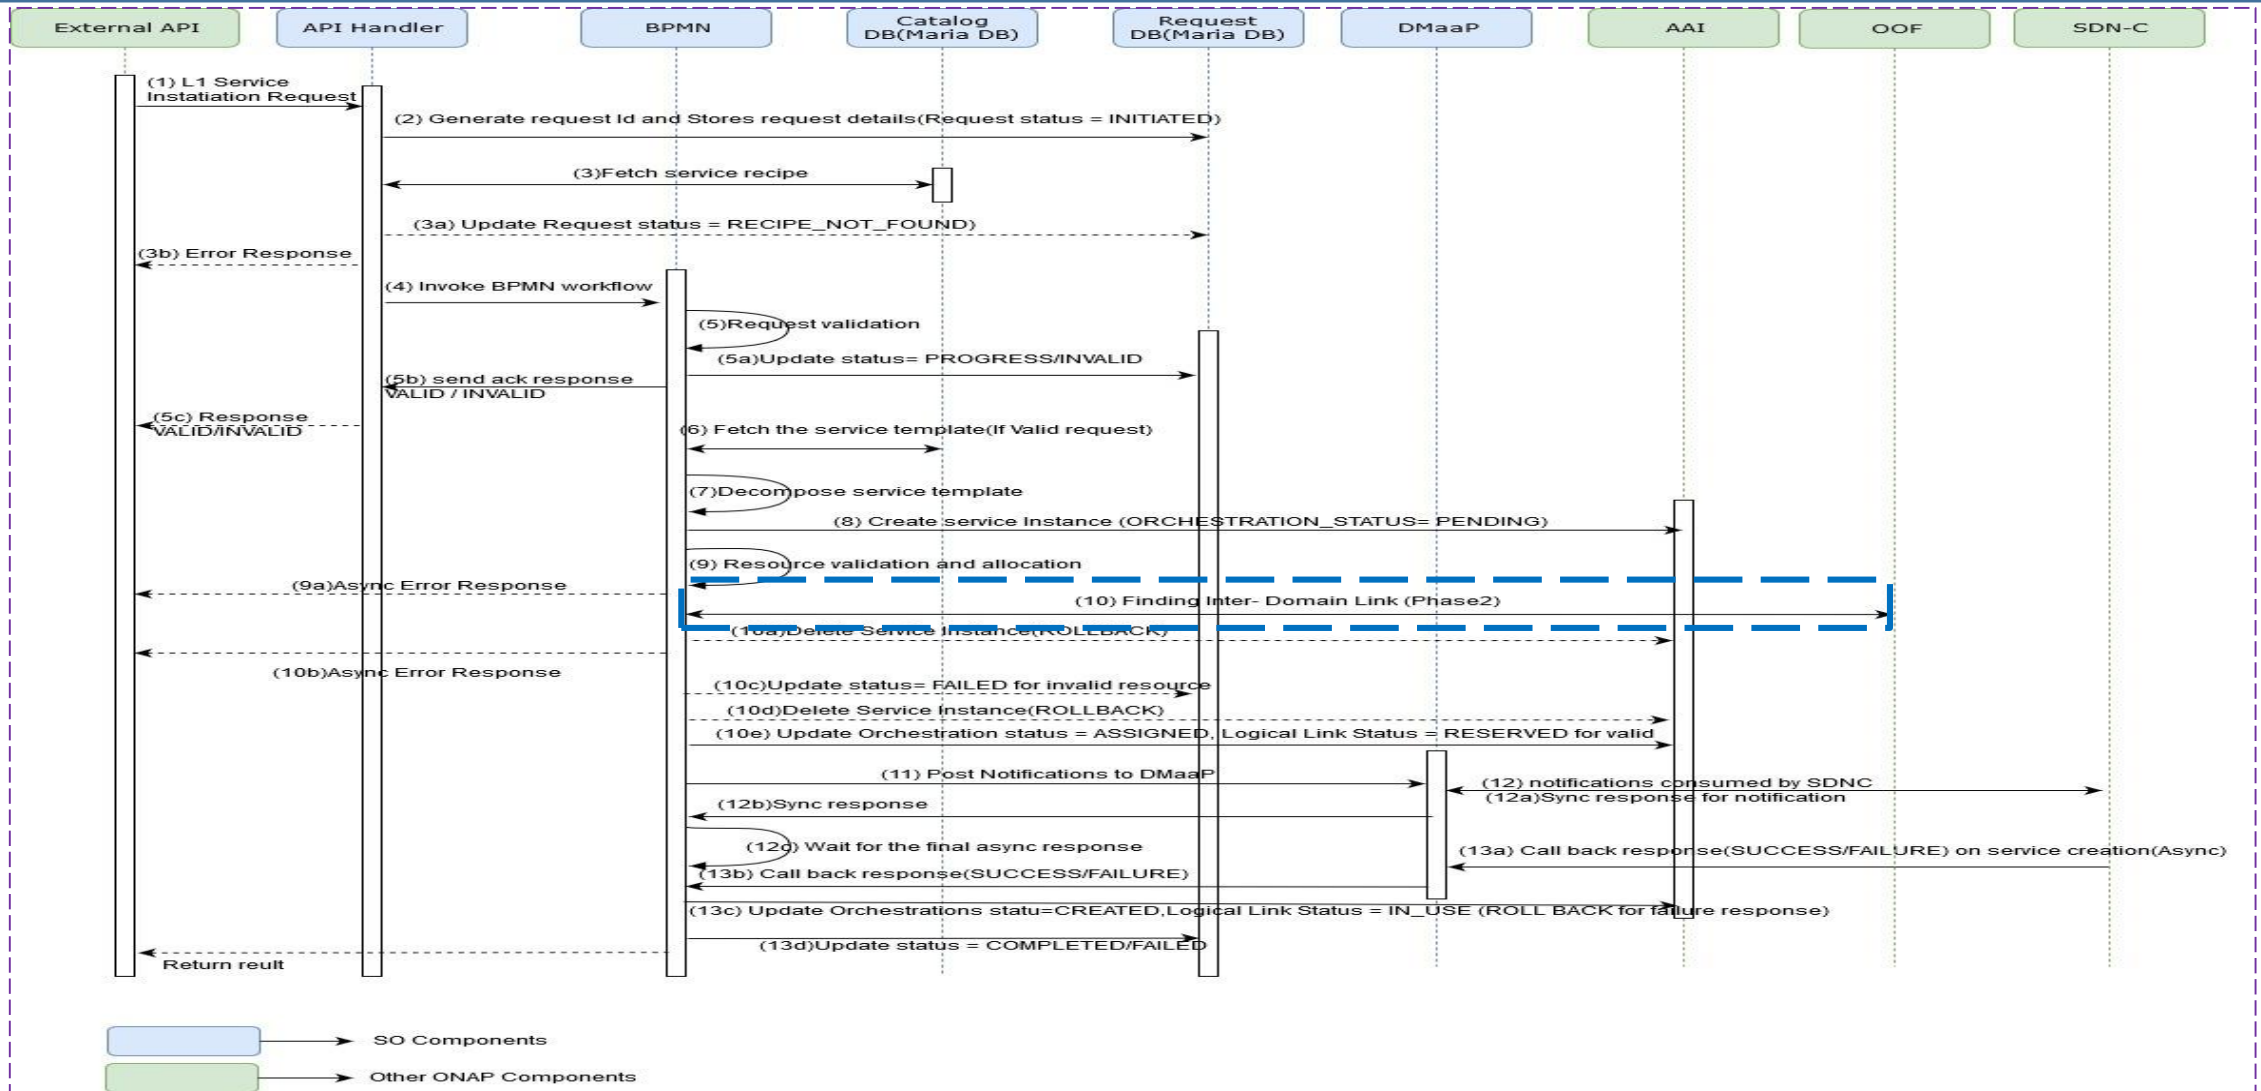 External API
API Handler
BPMN
Catalog
DB(Maria DB)
Request
DB(Maria DB)
DMaaP
AAI
OOF
SDN-C
(1) L1 Service
Instatiation Request
(2) Generate request Id and Stores request details(Request status = INITIATED)
(3)Fetch service recipe
(3a) Update Request status = RECIPE_NOT_FOUND)
(3b) Error Response
(4) Invoke BPMN workflow
(5)Request validation
(5a)Update status= PROGRESS/INVALID
(5b) send ack response
VALID / INVALID
(5c) Response
VALID/INVALID
(6) Fetch the service template(If Valid request)
(7)Decompose service template
(8) Create service Instance (ORCHESTRATION_STATUS= PENDING)
(9) Resource validation and allocation
(9a)Async Error Response
(10) Finding Inter- Domain Link (Phase2)
(10a)Delete Service Instance(ROLLBACK)
(10b)Async Error Response
(10c)Update status= FAILED for invalid resource
(10d)Delete Service Instance(ROLLBACK)
(10e) Update Orchestration status = ASSIGNED, Logical Link Status = RESERVED for valid
(11) Post Notifications to DMaaP
(12) notifications consumed by SDNC
(12a)Sync response for notification
(12b)Sync response
(12c) Wait for the final async response
(13a) Call back response(SUCCESS/FAILURE) on service creation(Async)
(13b) Call back response(SUCCESS/FAILURE)
(13c) Update Orchestrations statu=CREATED,Logical Link Status = IN_USE (ROLL BACK for failure response)
(13d)Update status = COMPLETED/FAILED
Return reult
SO Components
Other ONAP Components